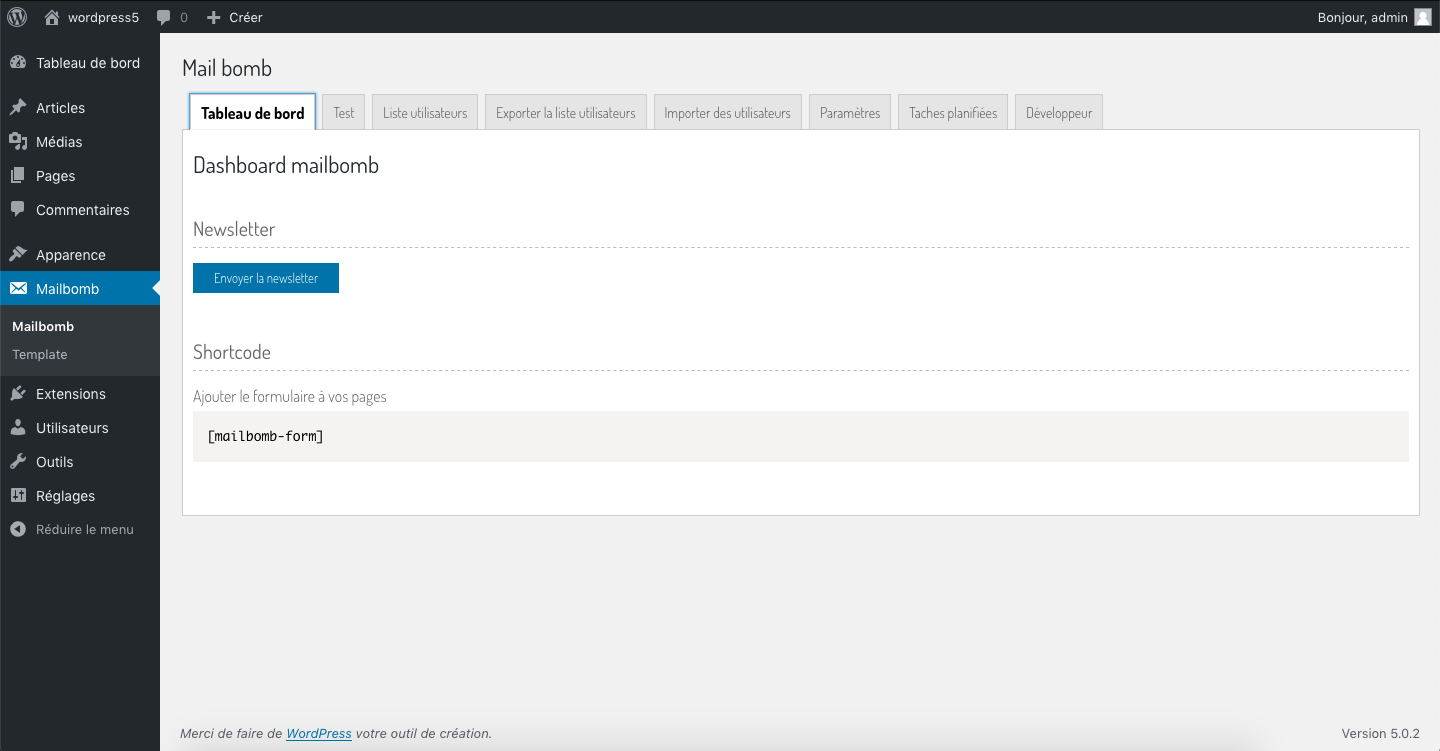 wordpress5 0 Créer Bonjour, admin
Tableau de bord
Articles
Médias
Pages
Commentaires
Apparence
Mailbomb
Mailbomb
Template
Extensions
Utilisateurs
Outils
Réglages
Réduire le menu
Mail bomb
Tableau de bord Test Liste utilisateurs Exporter la liste utilisateurs Importer des utilisateurs Paramètres Taches planifiées Développeur
Dashboard mailbomb
Newsletter
Envoyer la newsletter
Shortcode
Ajouter le formulaire à vos pages
[mailbomb-form]
Merci de faire de WordPress votre outil de création. Version 5.0.2